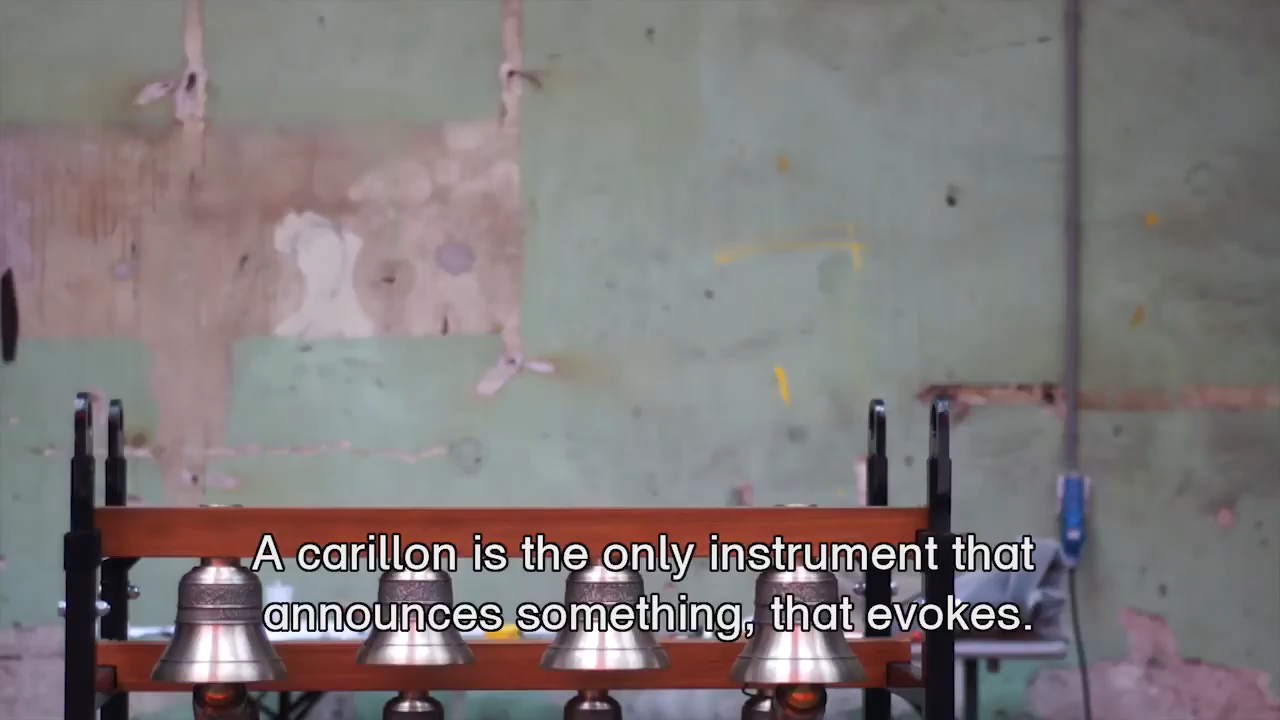 A carillon is the only instrument that
announces something, that evokes.